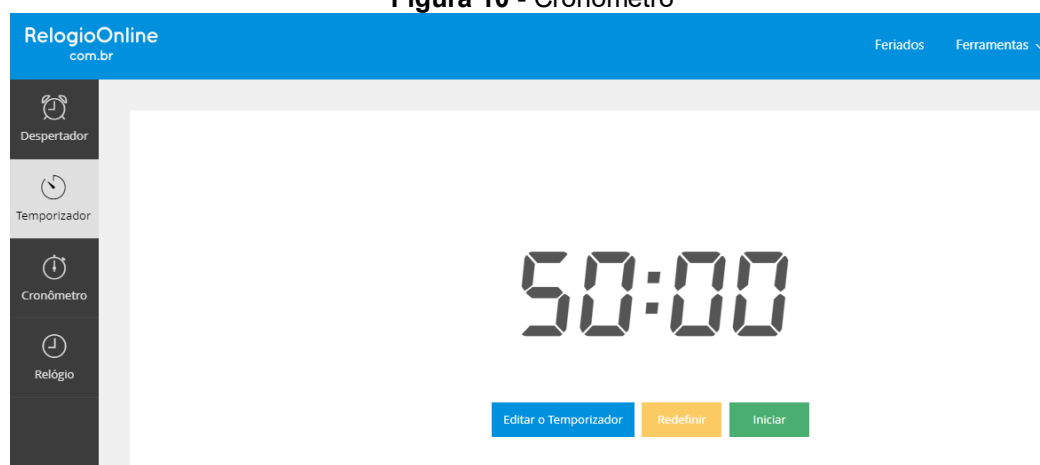 Figura 10 - Cronômetro
RelogioOnline
com.br
Feriados Ferramentas
Despertador
Temporizador
Cronômetro
Relógio
50:00
Editar o Temporizador Redefinir Iniciar